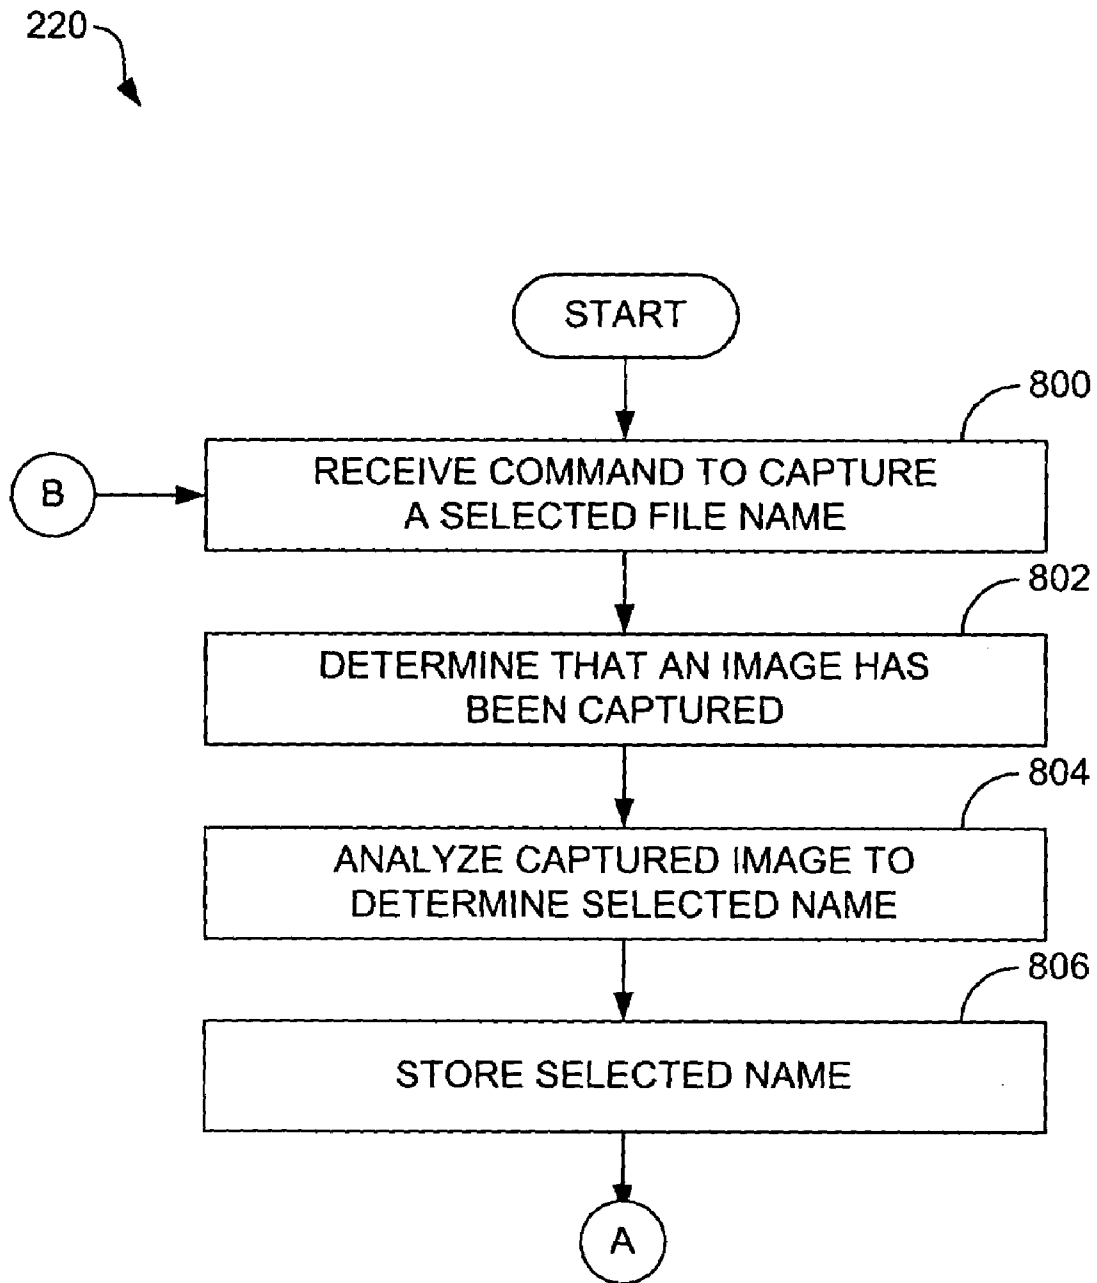 220
START
800
B
RECEIVE COMMAND TO CAPTURE
A SELECTED FILE NAME
802
DETERMINE THAT AN IMAGE HAS
BEEN CAPTURED
804
ANALYZE CAPTURED IMAGE TO
DETERMINE SELECTED NAME
806
STORE SELECTED NAME
A